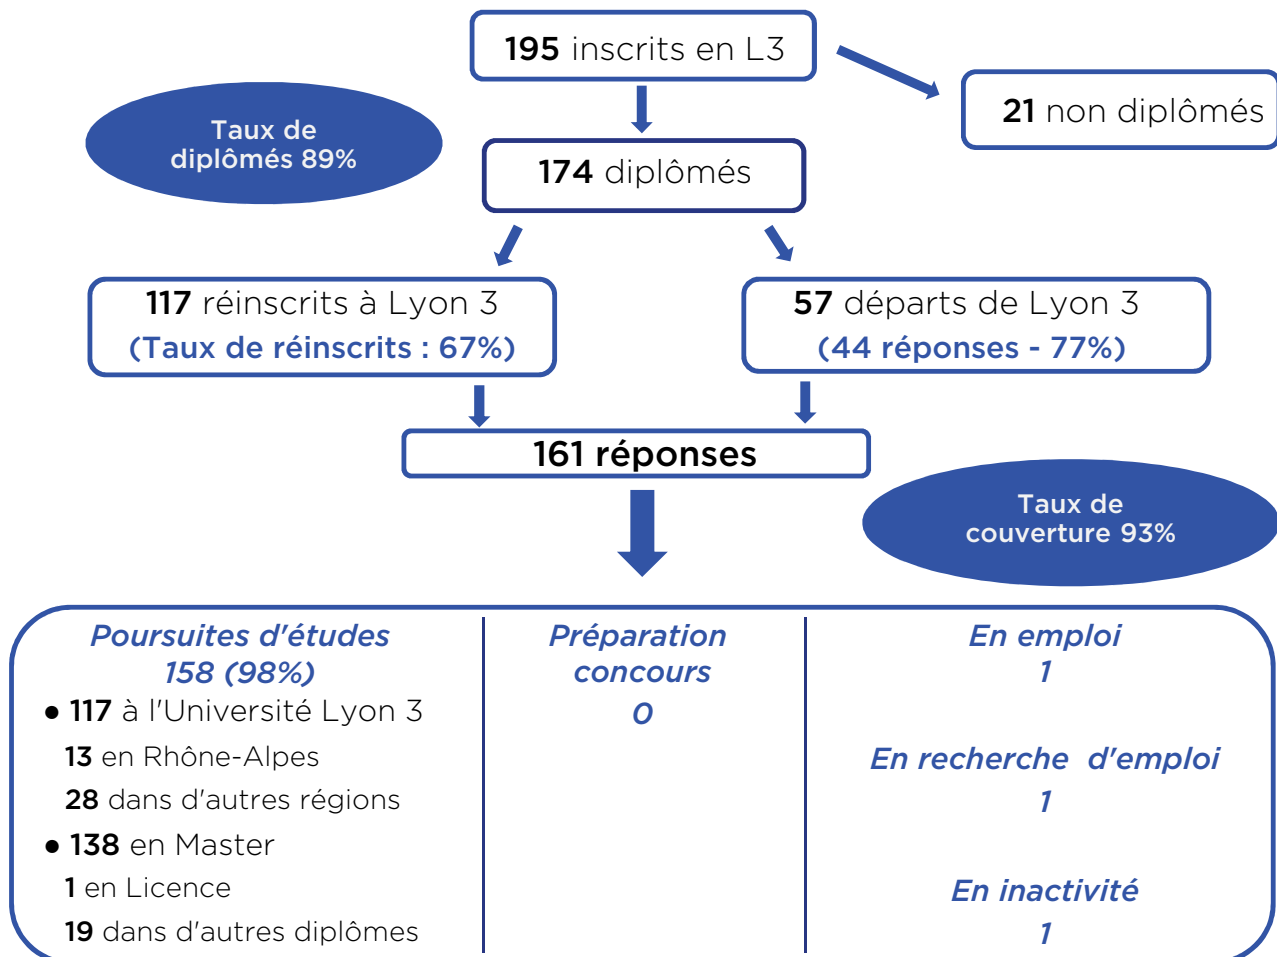 195 inscrits en L3
21 non diplômés
Taux de
diplômés 89%
174 diplômés
117 réinscrits à Lyon 3
(Taux de réinscrits : 67%)
57 départs de Lyon 3
(44 réponses - 77%)
161 réponses
Taux de
couverture 93%
Poursuites d'études
158 (98%)
● 117 à l'Université Lyon 3
13 en Rhône-Alpes
28 dans d'autres régions
● 138 en Master
1 en Licence
19 dans d'autres diplômes
Préparation
concours
0
En emploi
1
En recherche d'emploi
1
En inactivité
1